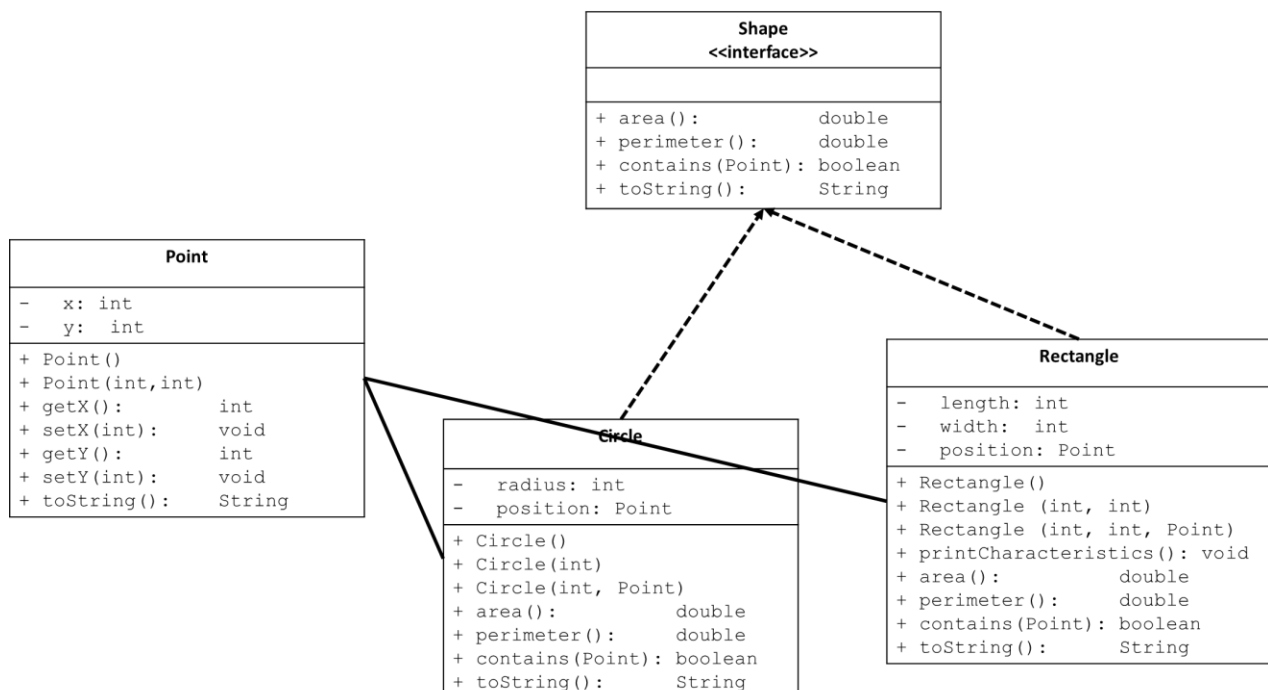 Shape
<<interface>>
+ area(): double
+ perimeter(): double
+ contains(Point): boolean
+ toString(): String
Point
- x: int
- y: int
+ Point()
+ Point(int,int)
+ getX(): int
+ setX(int): void
+ getY(): int
+ setY(int): void
+ toString(): String
Circle
- radius: int
- position: Point
+ Circle()
+ Circle(int)
+ Circle(int, Point)
+ area(): double
+ perimeter(): double
+ contains(Point): boolean
+ toString(): String
Rectangle
- length: int
- width: int
- position: Point
+ Rectangle()
+ Rectangle (int, int)
+ Rectangle (int, int, Point)
+ printCharacteristics(): void
+ area(): double
+ perimeter(): double
+ contains(Point): boolean
+ toString(): String